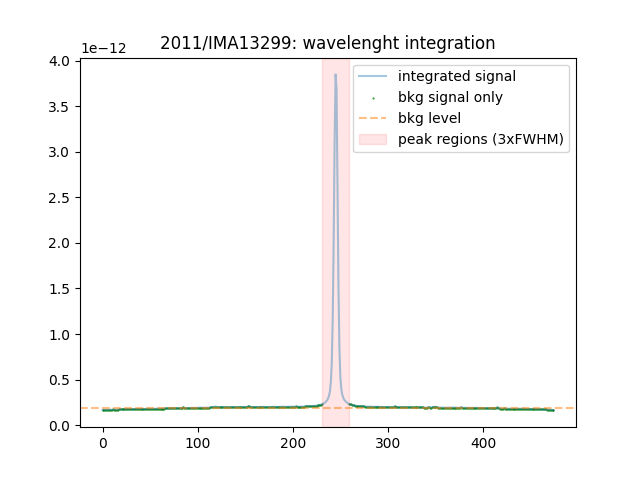 2011/IMA13299: wavelenght integration
1e−12
4.0
3.5
3.0
2.5
2.0
1.5
1.0
0.5
0.0
0
100
200
300
400
integrated signal
bkg signal only
bkg level
peak regions (3xFWHM)